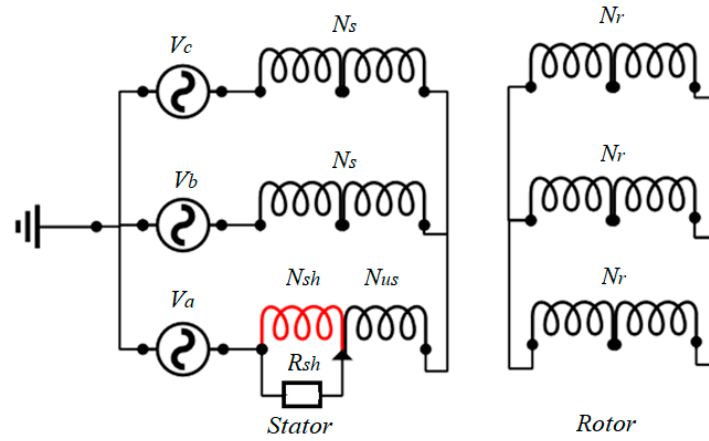 Vc Ns Nr
Vb Ns Nr
Va Nsh Nus Nr
Rsh
Stator Rotor